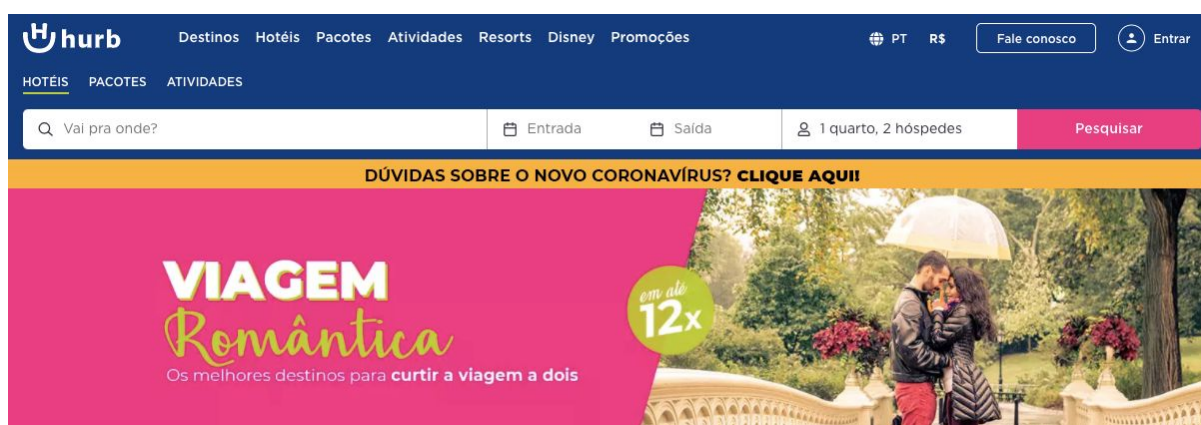 hurb Destinos Hotéis Pacotes Atividades Resorts Disney Promoções PT R$ Fale conosco Entrar
HOTÉIS PACOTES ATIVIDADES
Vai pra onde? Entrada Saída 1 quarto, 2 hóspedes Pesquisar
DÚVIDAS SOBRE O NOVO CORONAVÍRUS? CLIQUE AQUI!
VIAGEM
Romântica
Os melhores destinos para curtir a viagem a dois
em até
12x